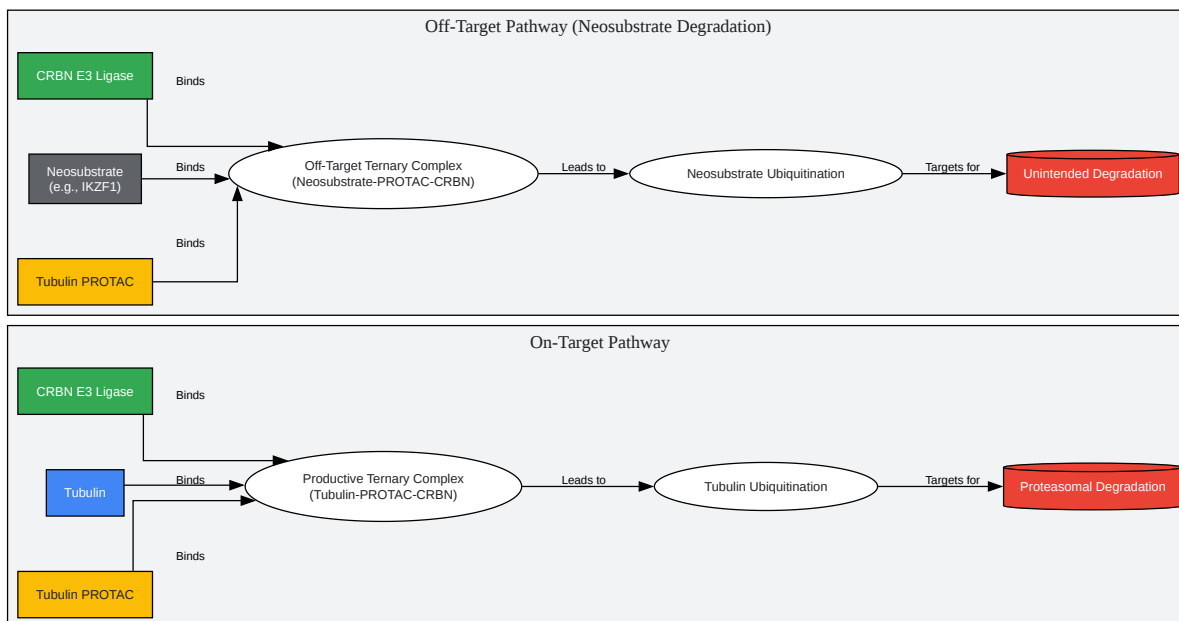 Off-Target Pathway (Neosubstrate Degradation)
CRBN E3 Ligase
Binds
Neosubstrate
(e.g., IKZF1)
Binds
Off-Target Ternary Complex
(Neosubstrate-PROTAC-CRBN)
Leads to
Neosubstrate Ubiquitination
Targets for
Unintended Degradation
Binds
Tubulin PROTAC
On-Target Pathway
CRBN E3 Ligase
Binds
Tubulin
Binds
Productive Ternary Complex
(Tubulin-PROTAC-CRBN)
Leads to
Tubulin Ubiquitination
Targets for
Proteasomal Degradation
Binds
Tubulin PROTAC